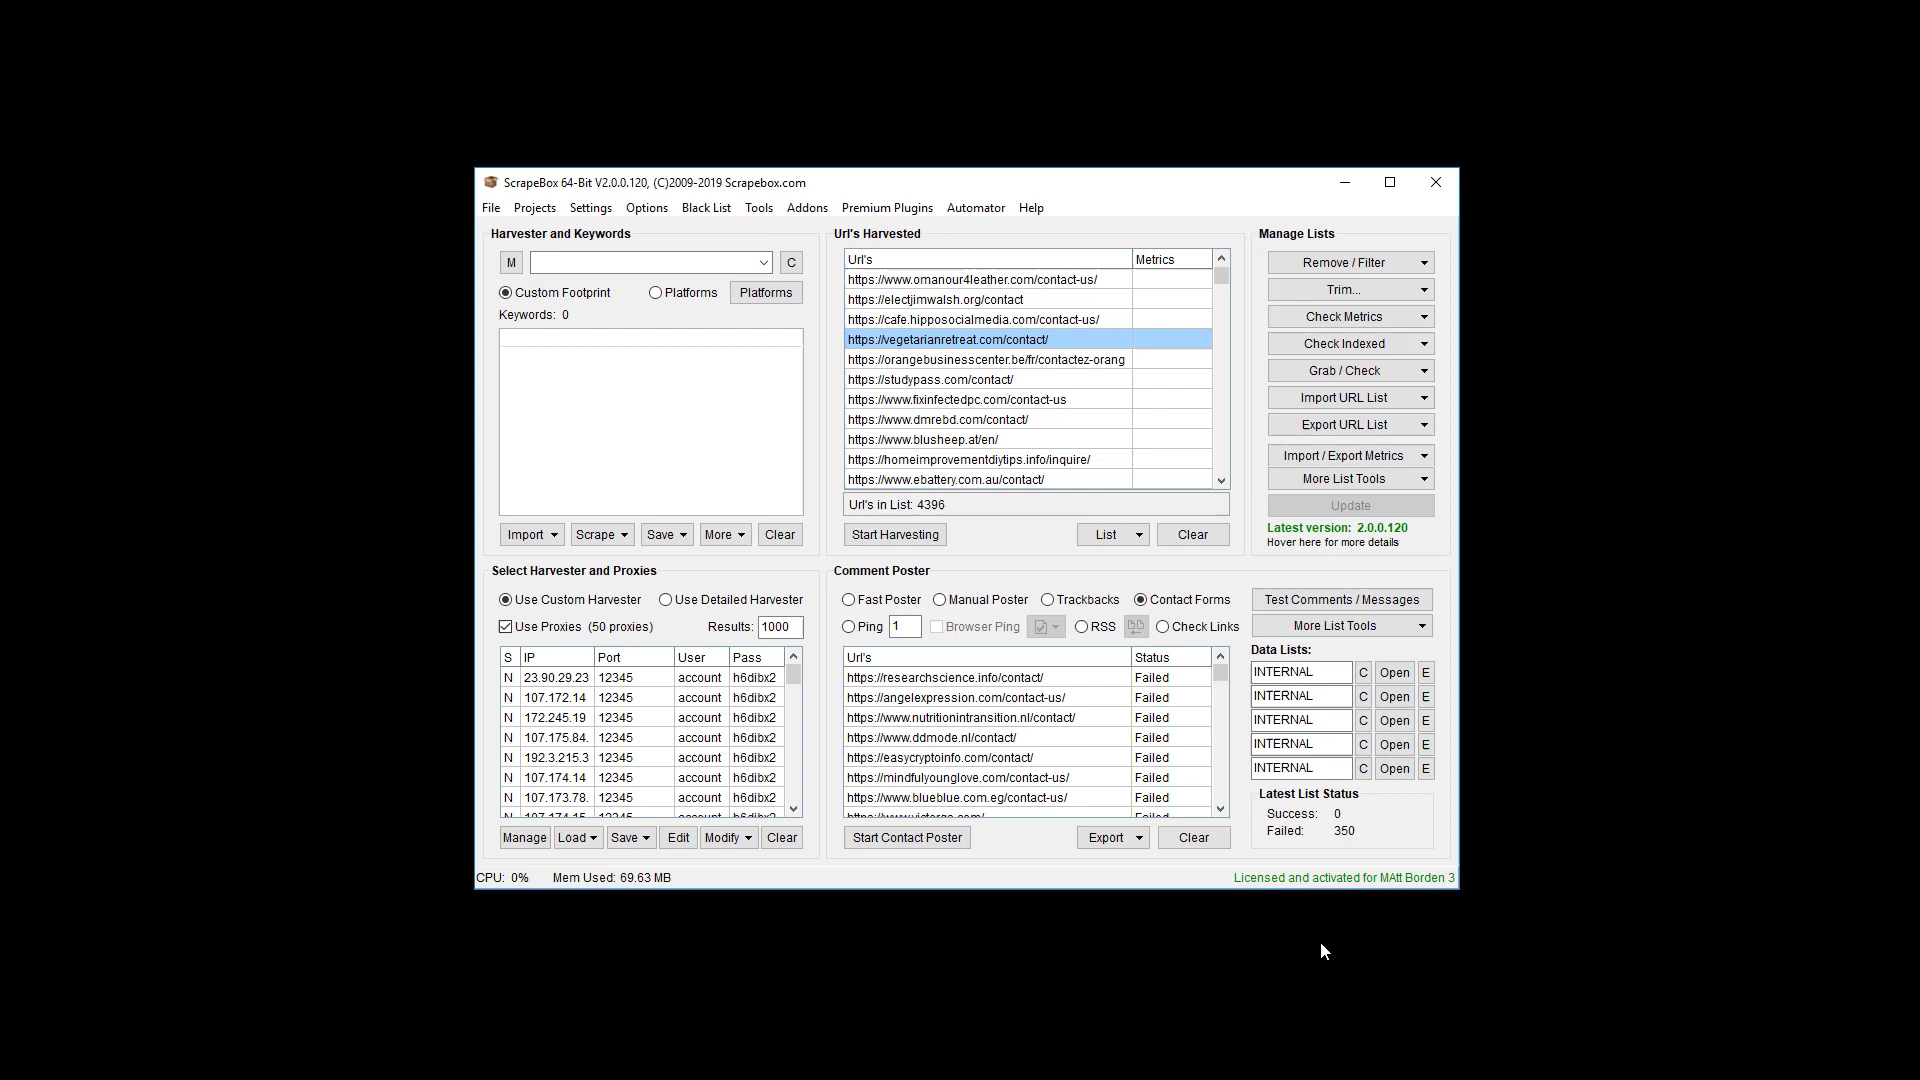 ScrapeBox 64-Bit V2.0.0.120, (C)2009-2019 Scrapebox.com
File Projects Settings Options Black List Tools Addons Premium Plugins Automator Help
Harvester and Keywords
M C
Custom Footprint Platforms Platforms
Keywords: 0
Import Scrape Save More Clear
Url's Harvested
Url's Metrics
https://www.omanour4leather.com/contact-us/
https://electjimwalsh.org/contact
https://cafe.hipposocialmedia.com/contact-us/
https://vegetarianretreat.com/contact/
https://orangebusinesscenter.be/fr/contactez-orang
https://studypass.com/contact/
https://www.fixinfectedpc.com/contact-us
https://www.dmrebd.com/contact/
https://www.blusheep.at/en/
https://homeimprovementdiytips.info/inquire/
https://www.ebattery.com.au/contact/
Url's in List: 4396
Start Harvesting List Clear
Manage Lists
Remove / Filter
Trim...
Check Metrics
Check Indexed
Grab / Check
Import URL List
Export URL List
Import / Export Metrics
More List Tools
Update
Latest version: 2.0.0.120
Hover here for more details
Select Harvester and Proxies
Use Custom Harvester Use Detailed Harvester
Use Proxies (50 proxies) Results: 1000
S IP Port User Pass
N 23.90.29.23 12345 account h6dibx2
N 107.172.14 12345 account h6dibx2
N 172.245.19 12345 account h6dibx2
N 107.175.84. 12345 account h6dibx2
N 192.3.215.3 12345 account h6dibx2
N 107.174.14 12345 account h6dibx2
N 107.173.78. 12345 account h6dibx2
Manage Load Save Edit Modify Clear
Comment Poster
Fast Poster Manual Poster Trackbacks Contact Forms
Ping 1 Browser Ping RSS Check Links
Url's Status
https://researchscience.info/contact/ Failed
https://angelexpression.com/contact-us/ Failed
https://www.nutritionintransition.nl/contact/ Failed
https://www.ddmode.nl/contact/ Failed
https://easycryptoinfo.com/contact/ Failed
https://mindfulyounglove.com/contact-us/ Failed
https://www.blueblue.com.eg/contact-us/ Failed
Start Contact Poster Export Clear
Test Comments / Messages
More List Tools
Data Lists:
INTERNAL C Open E
INTERNAL C Open E
INTERNAL C Open E
INTERNAL C Open E
INTERNAL C Open E
Latest List Status
Success: 0
Failed: 350
CPU: 0% Mem Used: 69.63 MB
Licensed and activated for MAtt Borden 3